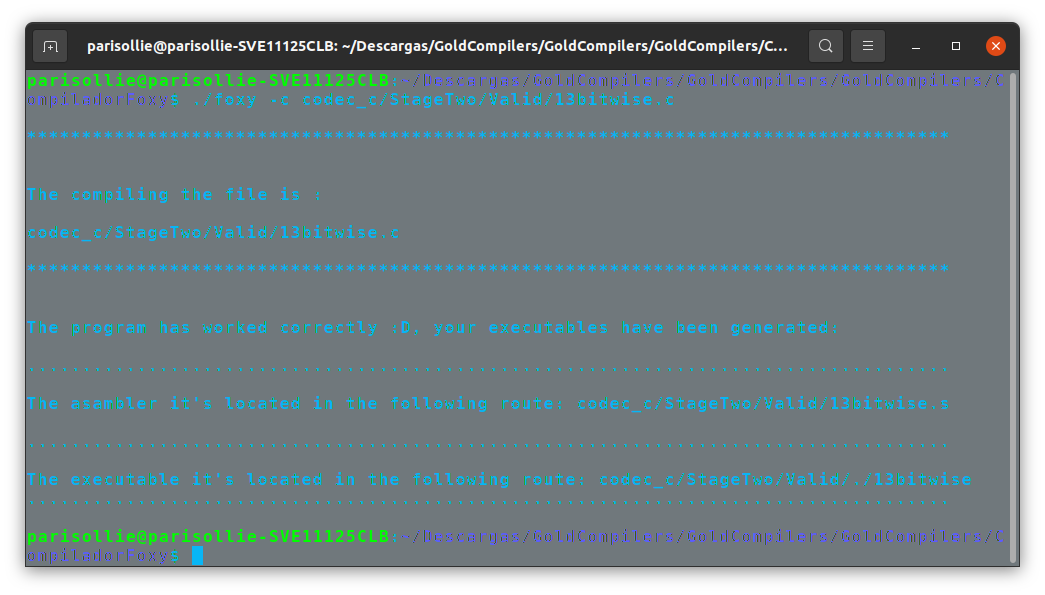 parisollie@parisollie-SVE11125CLB: ~/Descargas/GoldCompilers/GoldCompilers/GoldCompilers/C...
parisollie@parisollie-SVE11125CLB:~/Descargas/GoldCompilers/GoldCompilers/GoldCompilers/C
ompiladorFoxy$ ./foxy -c codec_c/StageTwo/Valid/13bitwise.c
************************************************************************************
The compiling the file is :
codec_c/StageTwo/Valid/13bitwise.c
************************************************************************************
The program has worked correctly :D, your executables have been generated:
....................................................................................
The asambler it's located in the following route: codec_c/StageTwo/Valid/13bitwise.s
....................................................................................
The executable it's located in the following route: codec_c/StageTwo/Valid/./13bitwise
....................................................................................
parisollie@parisollie-SVE11125CLB:~/Descargas/GoldCompilers/GoldCompilers/GoldCompilers/C
ompiladorFoxy$